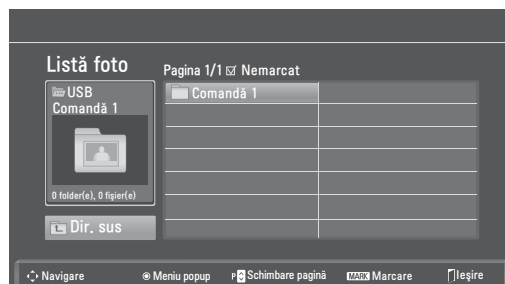 Listă foto
Pagina 1/1 ☑ Nemarcat
USB
Comandă 1
Comandă 1
0 folder(e), 0 fişier(e)
Dir. sus
Navigare
Meniu popup
P Schimbare pagină
MARK Marcare
Ieşire